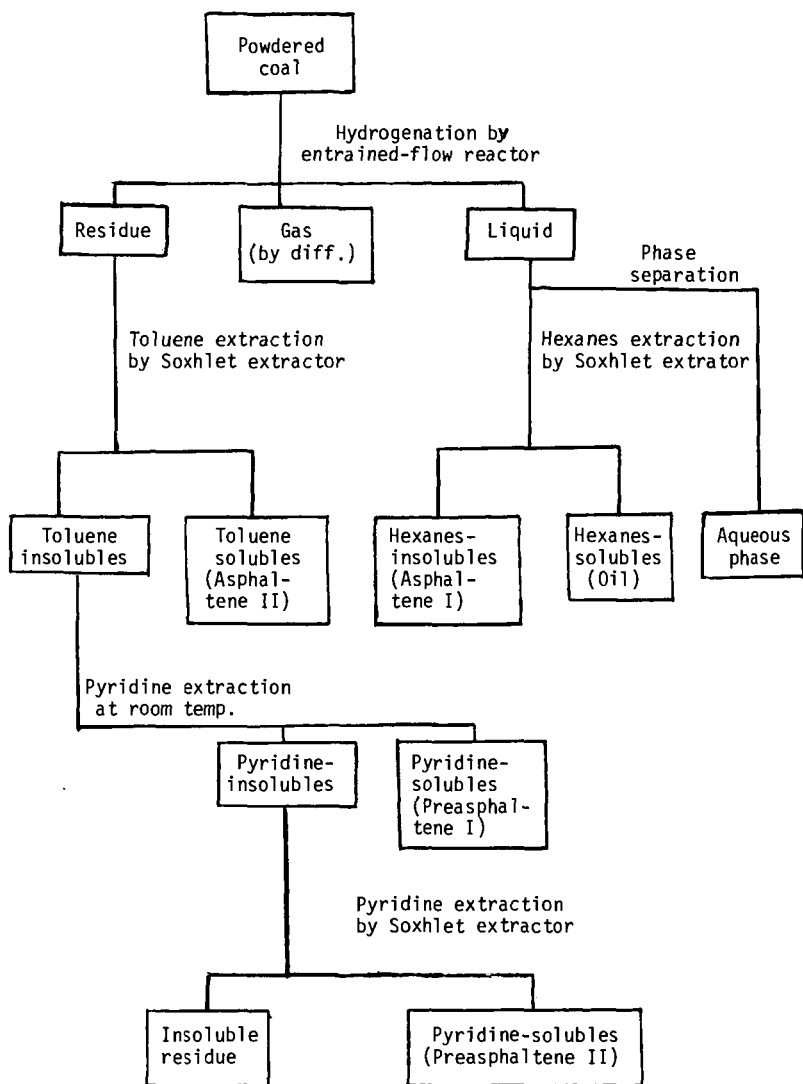 Powdered
coal
Hydrogenation by
entrained-flow reactor
Residue
Gas
(by diff.)
Liquid
Phase
separation
Toluene extraction
by Soxhlet extractor
Hexanes extraction
by Soxhlet extrator
Toluene
insolubles
Toluene
solubles
(Asphal-
tene II)
Hexanes-
insolubles
(Asphal-
tene I)
Hexanes-
solubles
(Oil)
Aqueous
phase
Pyridine extraction
at room temp.
Pyridine-
insolubles
Pyridine-
solubles
(Preasphal-
tene I)
Pyridine extraction
by Soxhlet extractor
Insoluble
residue
Pyridine-solubles
(Preasphaltene II)